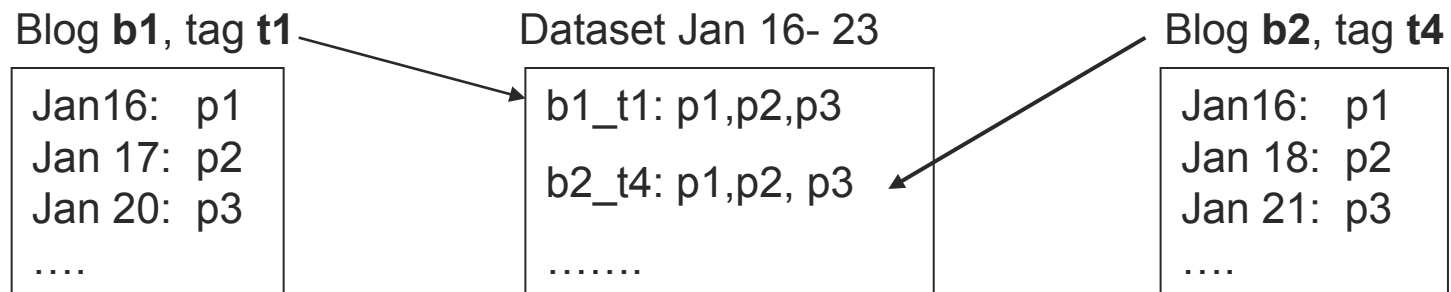 Blog b1, tag t1
Jan16: p1
Jan 17: p2
Jan 20: p3
....
Dataset Jan 16- 23
b1_t1: p1,p2,p3
b2_t4: p1,p2, p3
.......
Blog b2, tag t4
Jan16: p1
Jan 18: p2
Jan 21: p3
....